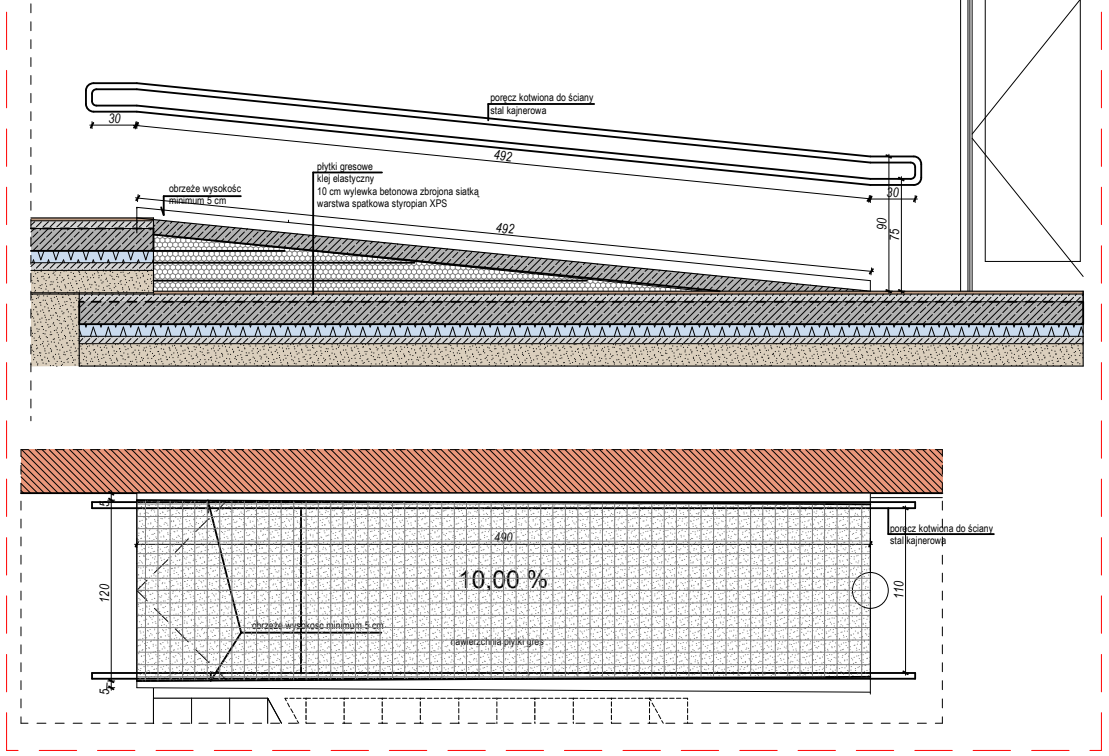 poręcz kotwiona do ściany
stal kajnerowa
30
492
płytki gresowe
klej elastyczny
10 cm wylewka betonowa zbrojona siatką
warstwa spatkowa styropian XPS
obrzeże wysokośc
minimum 5 cm
30
492
90
75
5
poręcz kotwiona do ściany
stal kajnerowa
490
10,00 %
120
110
obrzeże wysokośc minimum 5 cm
nawierzchnia płytki gres
5